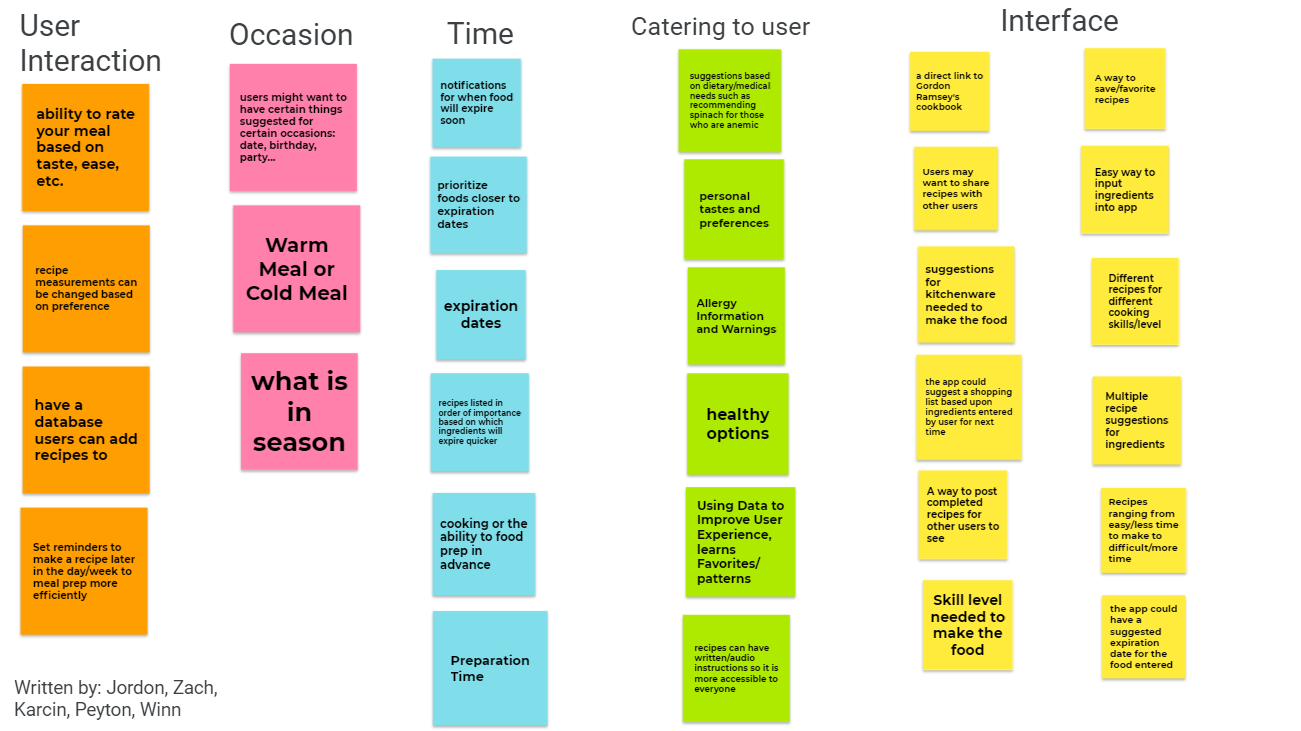 User
Interaction
ability to rate
your meal
based on
taste, ease,
etc.
recipe
measurements can
be changed based
on preference
have a
database
users can add
recipes to
Set reminders to
make a recipe later
in the day/week to
meal prep more
efficiently
Occasion
users might want to
have certain things
suggested for
certain occasions:
date, birthday,
party...
Warm
Meal or
Cold Meal
what is
in
season
Time
notifications
for when food
will expire
soon
prioritize
foods closer to
expiration
dates
expiration
dates
recipes listed in
order of importance
based on which
ingredients will
expire quicker
cooking or the
ability to food
prep in
advance
Preparation
Time
Catering to user
suggestions based
on dietary/medical
needs such as
recommending
spinach for those
who are anemic
personal
tastes and
preferences
Allergy
Information
and Warnings
healthy
options
Using Data to
Improve User
Experience,
learns
Favorites/
patterns
recipes can have
written/audio
instructions so it is
more accessible to
everyone
Interface
a direct link to
Gordon
Ramsey's
cookbook
Users may
want to share
recipes with
other users
suggestions
for
kitchenware
needed to
make the food
the app could
suggest a shopping
list based upon
ingredients entered
by user for next
time
A way to post
completed
recipes for
other users to
see
Skill level
needed to
make the
food
A way to
save/favorite
recipes
Easy way to
input
ingredients
into app
Different
recipes for
different
cooking
skills/level
Multiple
recipe
suggestions
for
ingredients
Recipes
ranging from
easy/less time
to make to
difficult/more
time
the app could
have a
suggested
expiration
date for the
food entered
Written by: Jordon, Zach,
Karcin, Peyton, Winn